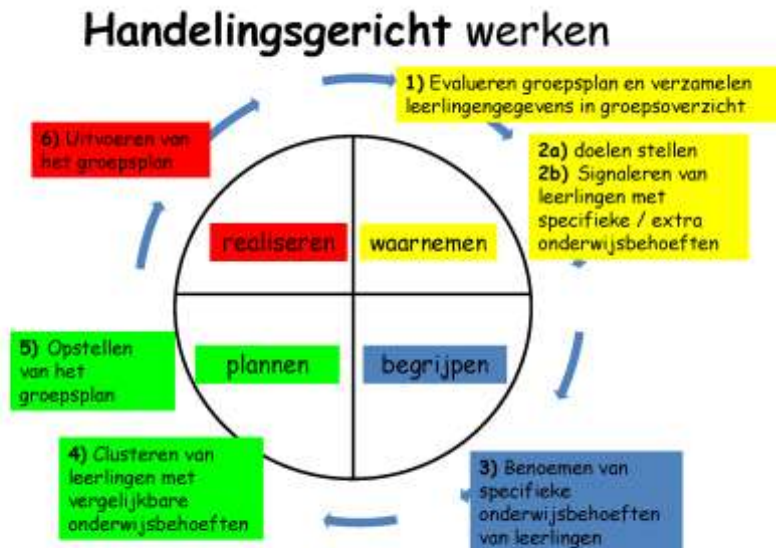 Handelingsgericht werken
1) Evalueren groepsplan en verzamelen
leerlingengegevens in groepsoverzicht
2a) doelen stellen
2b) Signaleren van
leerlingen met
specifieke / extra
onderwijsbehoeften
3) Benoemen van
specifieke
onderwijsbehoeften
van leerlingen
4) Clusteren van
leerlingen met
vergelijkbare
onderwijsbehoeften
5) Opstellen
van het
groepsplan
6) Uitvoeren van
het groepsplan
realiseren
waarnemen
plannen
begrijpen